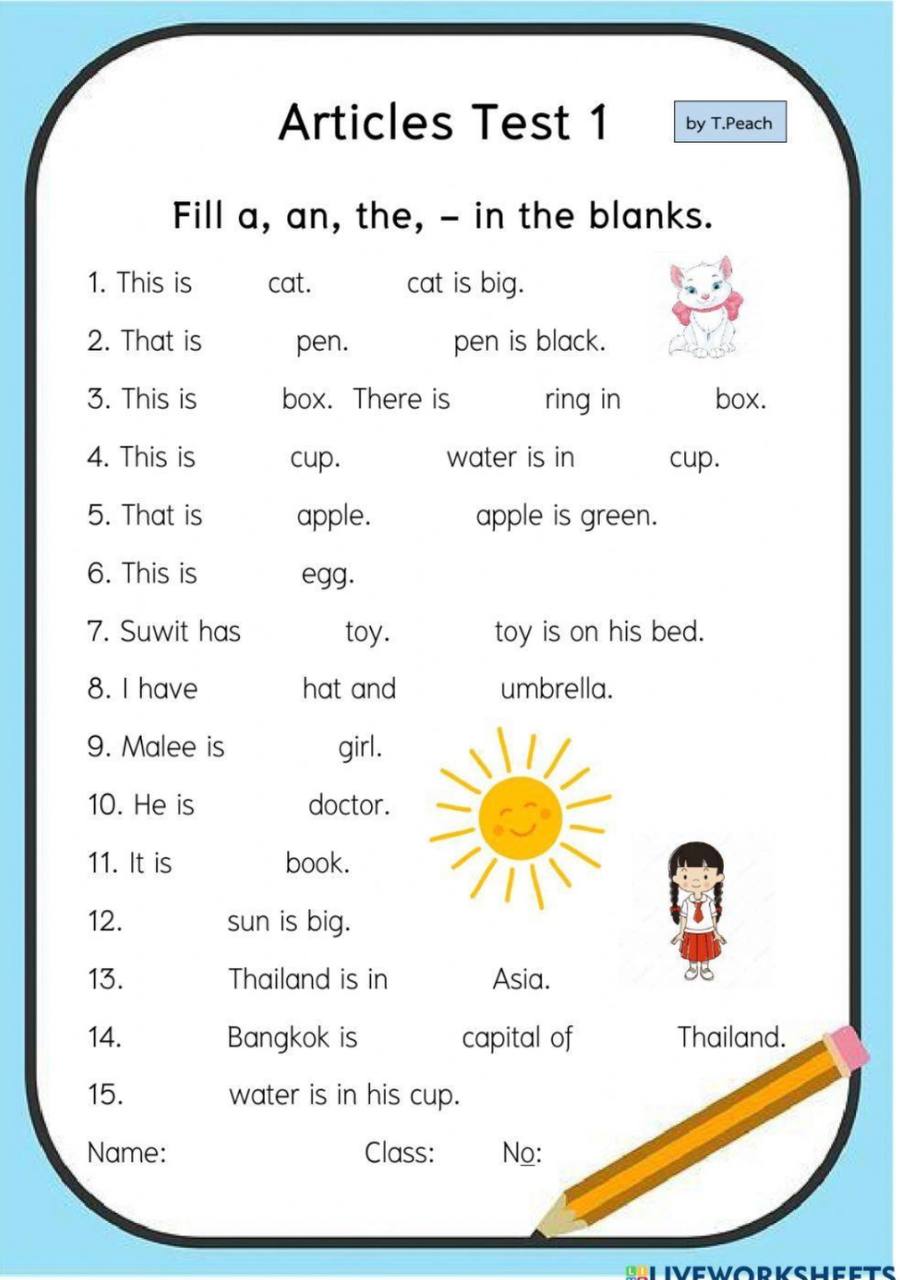 Articles Test 1
by T.Peach
Fill a, an, the, – in the blanks.
1. This is cat. cat is big.
2. That is pen. pen is black.
3. This is box. There is ring in box.
4. This is cup. water is in cup.
5. That is apple. apple is green.
6. This is egg.
7. Suwit has toy. toy is on his bed.
8. I have hat and umbrella.
9. Malee is girl.
10. He is doctor.
11. It is book.
12. sun is big.
13. Thailand is in Asia.
14. Bangkok is capital of Thailand.
15. water is in his cup.
Name: Class: No:
LIVEWORKSHEETS